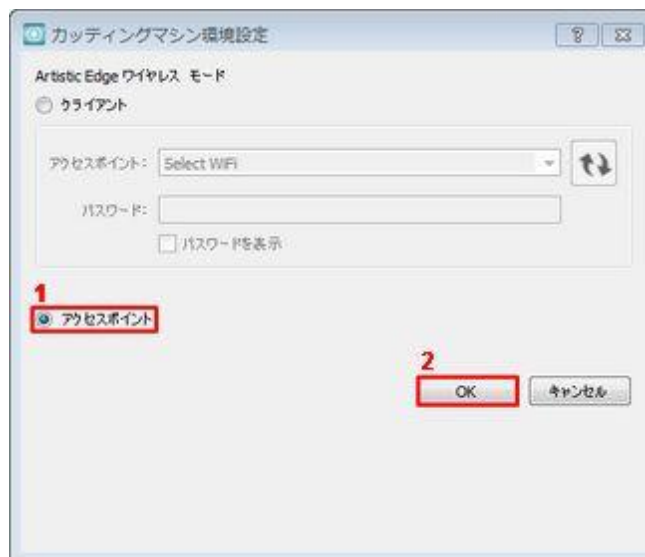 カッティングマシン環境設定
Artistic Edge ワイヤレス モード
クライアント
アクセスポイント: Select WiFi
パスワード:
パスワードを表示
1
アクセスポイント
2
OK キャンセル